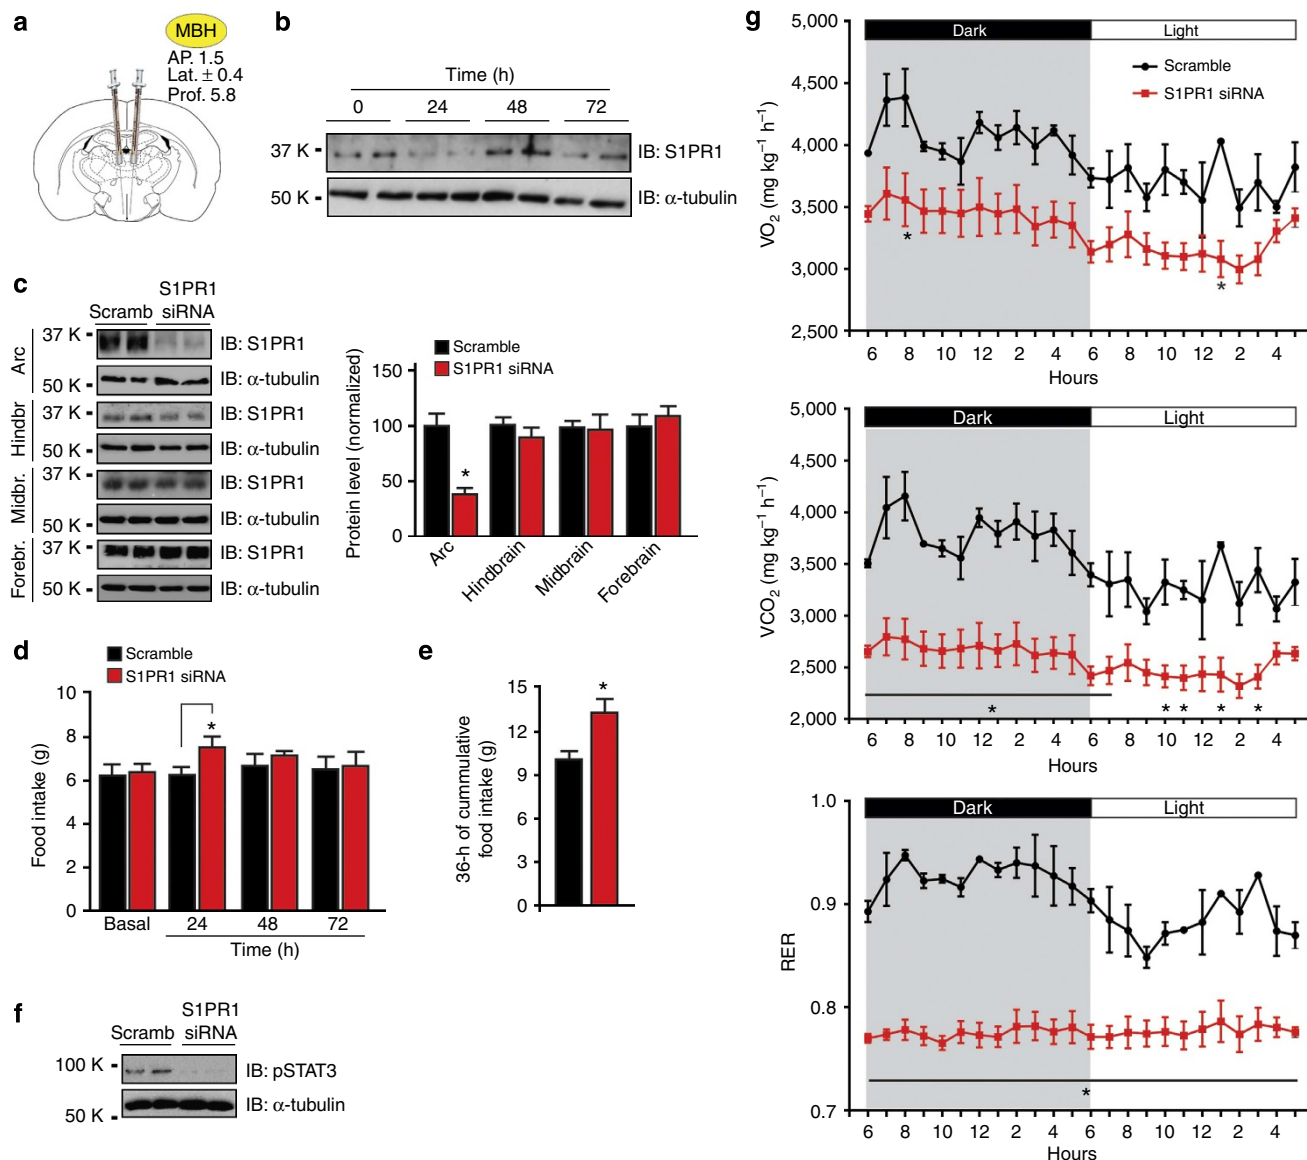 a
MBH
AP. 1.5
Lat. ± 0.4
Prof. 5.8
b
Time (h)
0 24 48 72
37 K IB: S1PR1
50 K IB: α-tubulin
c
Scramb S1PR1 siRNA
Arc
37 K IB: S1PR1
50 K IB: α-tubulin
Hindbr
37 K IB: S1PR1
50 K IB: α-tubulin
Midbr.
37 K IB: S1PR1
50 K IB: α-tubulin
Forebr.
37 K IB: S1PR1
50 K IB: α-tubulin
Scramble
S1PR1 siRNA
Protein level (normalized)
150
100
50
0
*
Arc Hindbrain Midbrain Forebrain
d
Scramble
S1PR1 siRNA
Food intake (g)
10
8
6
4
2
0
*
Basal 24 48 72
Time (h)
e
36-h of cummulative
food intake (g)
15
12
9
6
3
0
*
f
Scramb S1PR1 siRNA
100 K IB: pSTAT3
IB: α-tubulin
50 K
g
Dark Light
Scramble
S1PR1 siRNA
VO2 (mg kg−1 h−1)
5,000
4,500
4,000
3,500
3,000
2,500
* *
6 8 10 12 2 4 6 8 10 12 2 4
Hours
Dark Light
VCO2 (mg kg−1 h−1)
5,000
4,500
4,000
3,500
3,000
2,500
2,000
* * * * *
6 8 10 12 2 4 6 8 10 12 2 4
Hours
Dark Light
RER
1.0
0.9
0.8
0.7
*
6 8 10 12 2 4 6 8 10 12 2 4
Hours